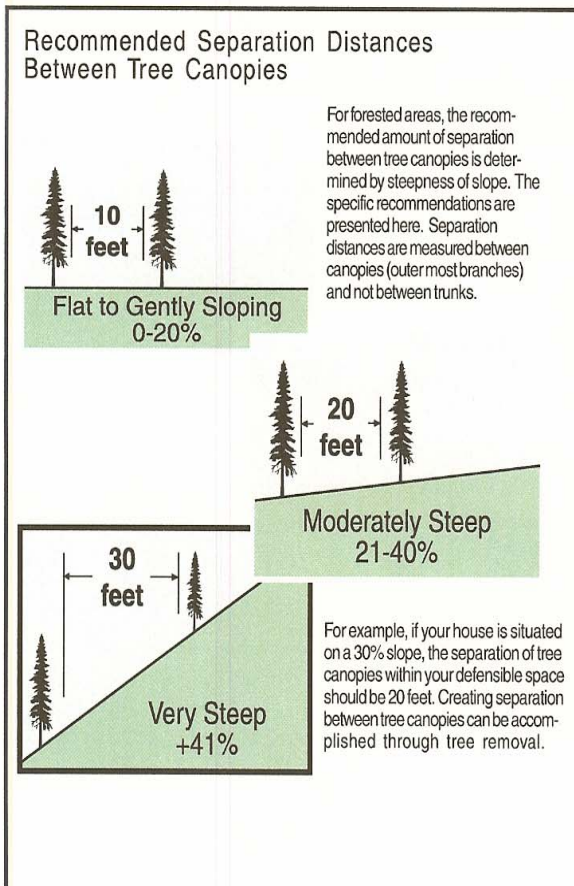 Recommended Separation Distances
Between Tree Canopies
For forested areas, the recom-
mended amount of separation
between tree canopies is deter-
mined by steepness of slope. The
specific recommendations are
presented here. Separation
distances are measured between
canopies (outer most branches)
and not between trunks.
10
feet
Flat to Gently Sloping
0-20%
20
feet
Moderately Steep
21-40%
30
feet
Very Steep
+41%
For example, if your house is situated
on a 30% slope, the separation of tree
canopies within your defensible space
should be 20 feet. Creating separation
between tree canopies can be accom-
plished through tree removal.